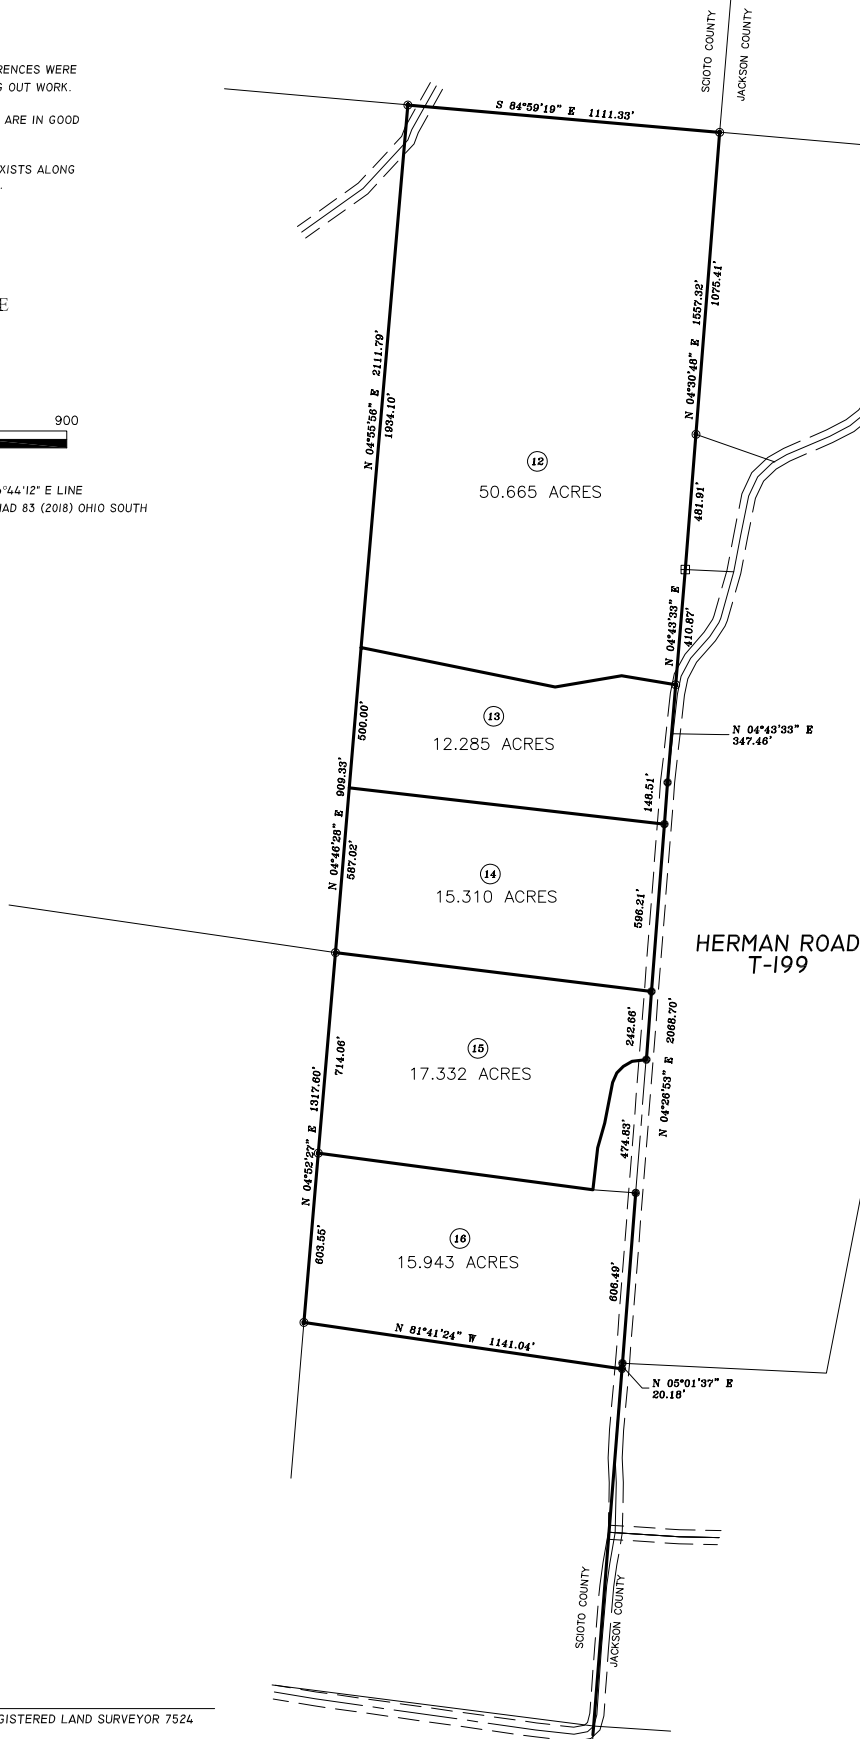 SCIOTO COUNTY
JACKSON COUNTY
RENCES WERE
G OUT WORK.
ARE IN GOOD
XISTS ALONG
S 84°59'19" E 1111.33'
E
N 04°30'48" E 1557.32'
1075.41'
N 04°55'56" E 2111.79'
1934.10'
900
12
50.665 ACRES
°44'12" E LINE
NAD 83 (2018) OHIO SOUTH
481.91'
N 04°43'33" E
410.87'
500.00'
13
12.285 ACRES
N 04°43'33" E
347.46'
148.51'
N 04°46'28" E 909.33'
587.02'
14
15.310 ACRES
596.21'
HERMAN ROAD
T-199
242.66'
N 04°26'53" E 2068.70'
15
17.332 ACRES
714.06'
N 04°52'27" E 1317.60'
474.83'
16
15.943 ACRES
603.55'
606.49'
N 81°41'24" W 1141.04'
N 05°01'37" E
20.18'
SCIOTO COUNTY
JACKSON COUNTY
GISTERED LAND SURVEYOR 7524